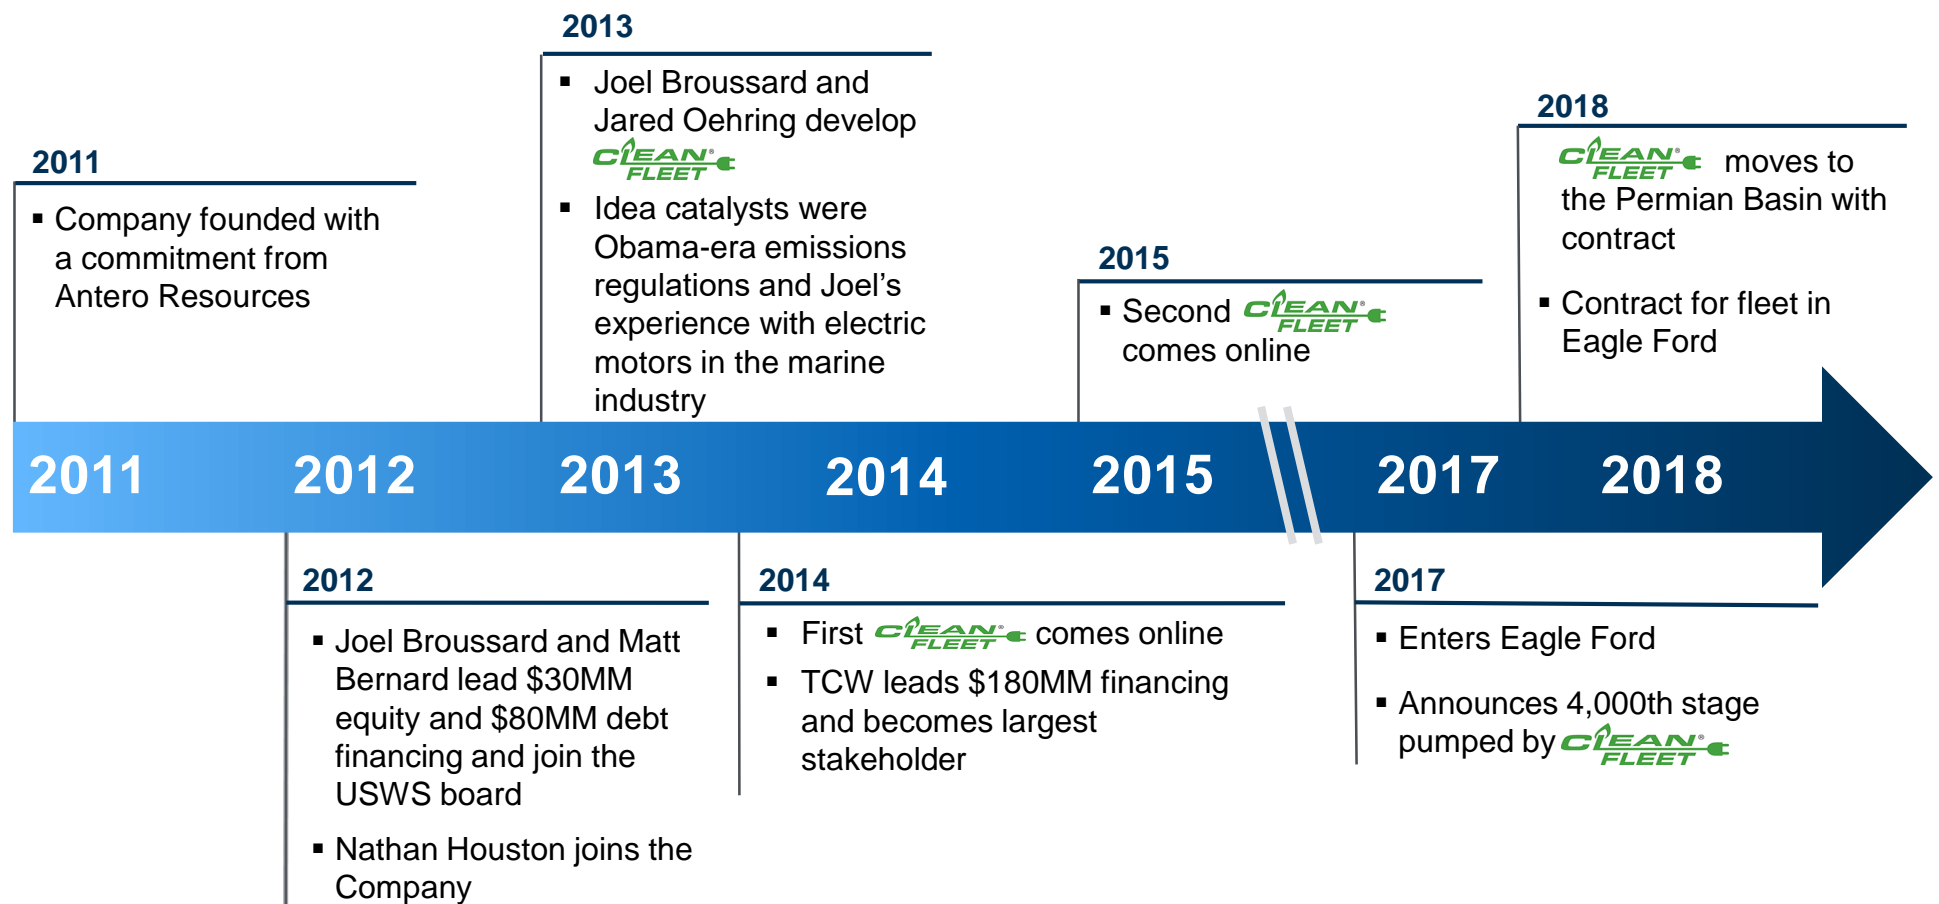 2011
▪ Company founded with
a commitment from
Antero Resources
2013
▪ Joel Broussard and
Jared Oehring develop
CLEAN®
FLEET
▪ Idea catalysts were
Obama-era emissions
regulations and Joel’s
experience with electric
motors in the marine
industry
2015
▪ Second CLEAN® FLEET
comes online
2018
CLEAN® FLEET moves to
the Permian Basin with
contract
▪ Contract for fleet in
Eagle Ford
2011 2012 2013 2014 2015 2017 2018
2012
▪ Joel Broussard and Matt
Bernard lead $30MM
equity and $80MM debt
financing and join the
USWS board
▪ Nathan Houston joins the
Company
2014
▪ First CLEAN® FLEET comes online
▪ TCW leads $180MM financing
and becomes largest
stakeholder
2017
▪ Enters Eagle Ford
▪ Announces 4,000th stage
pumped by CLEAN® FLEET